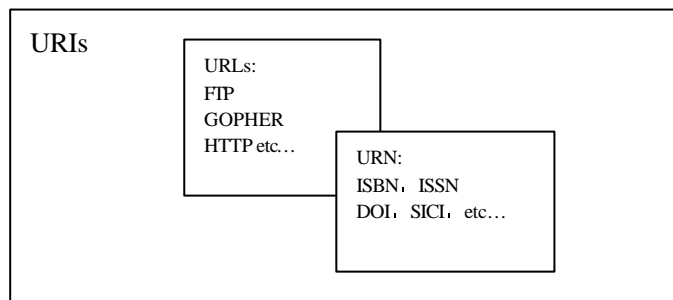 URIs
URLs:
FTP
GOPHER
HTTP etc…
URN:
ISBN，ISSN
DOI，SICI，etc…